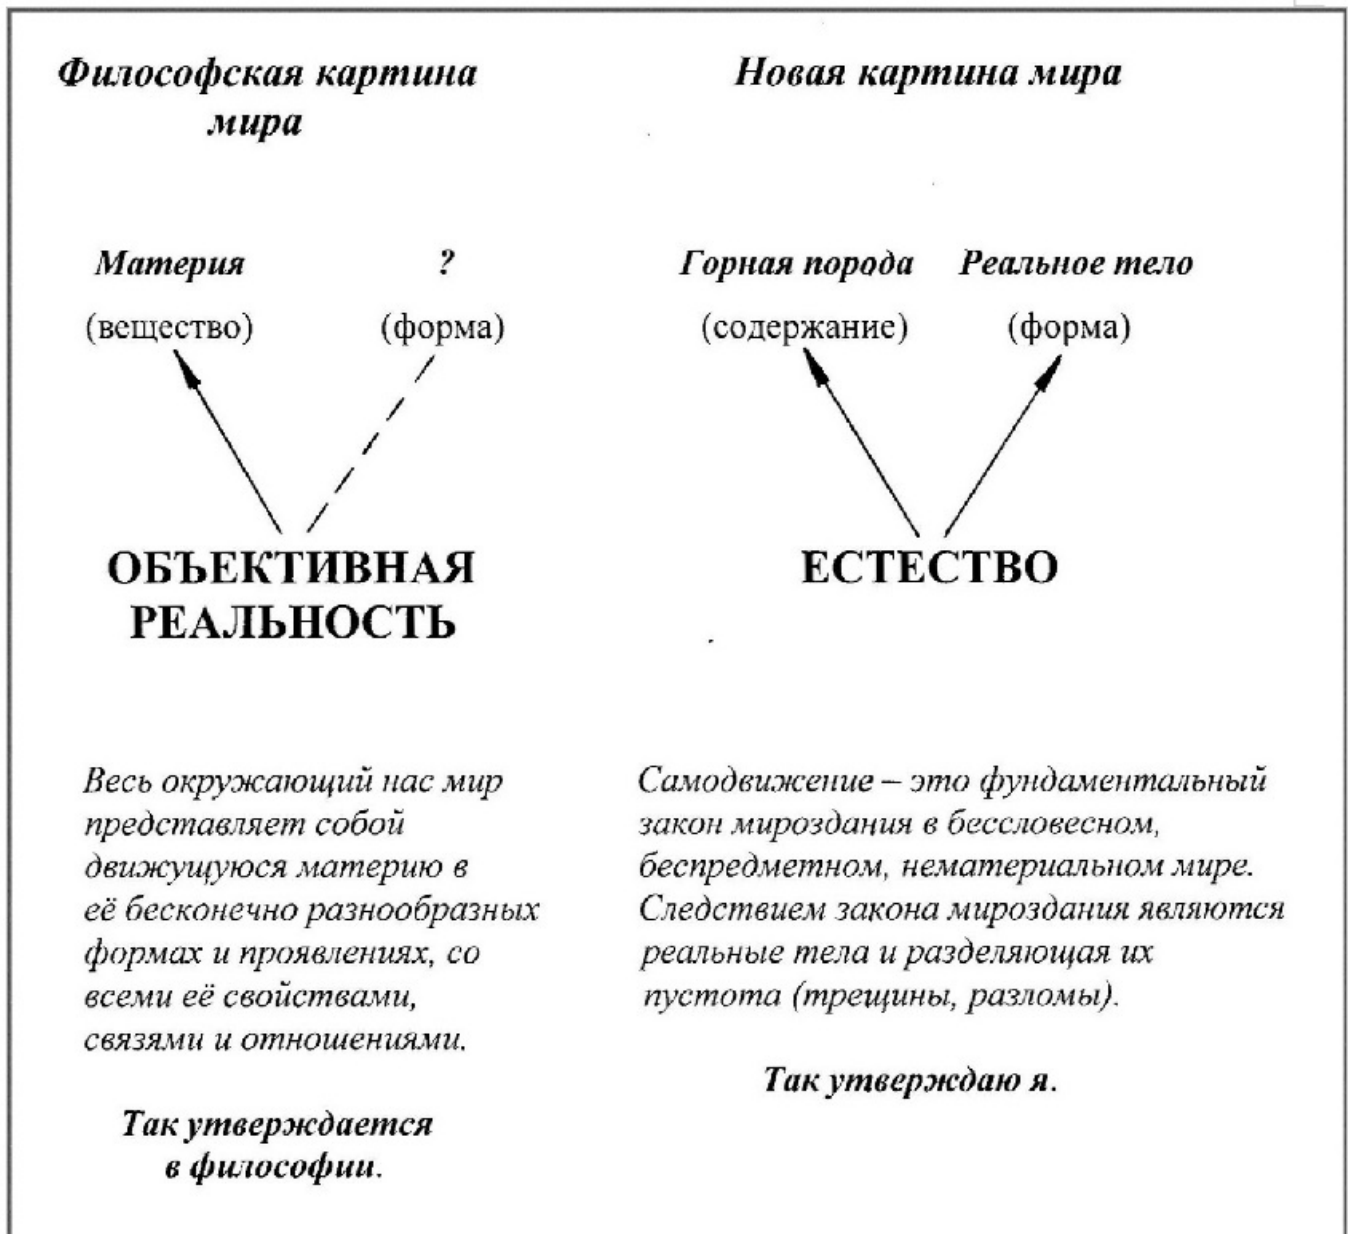 Философская картина
мира
Материя ?
(вещество) (форма)
ОБЪЕКТИВНАЯ
РЕАЛЬНОСТЬ
Весь окружающий нас мир
представляет собой
движущуюся материю в
её бесконечно разнообразных
формах и проявлениях, со
всеми её свойствами,
связями и отношениями.
Так утверждается
в философии.
Новая картина мира
Горная порода Реальное тело
(содержание) (форма)
ЕСТЕСТВО
Самодвижение – это фундаментальный
закон мироздания в бессловесном,
беспредметном, нематериальном мире.
Следствием закона мироздания являются
реальные тела и разделяющая их
пустота (трещины, разломы).
Так утверждаю я.